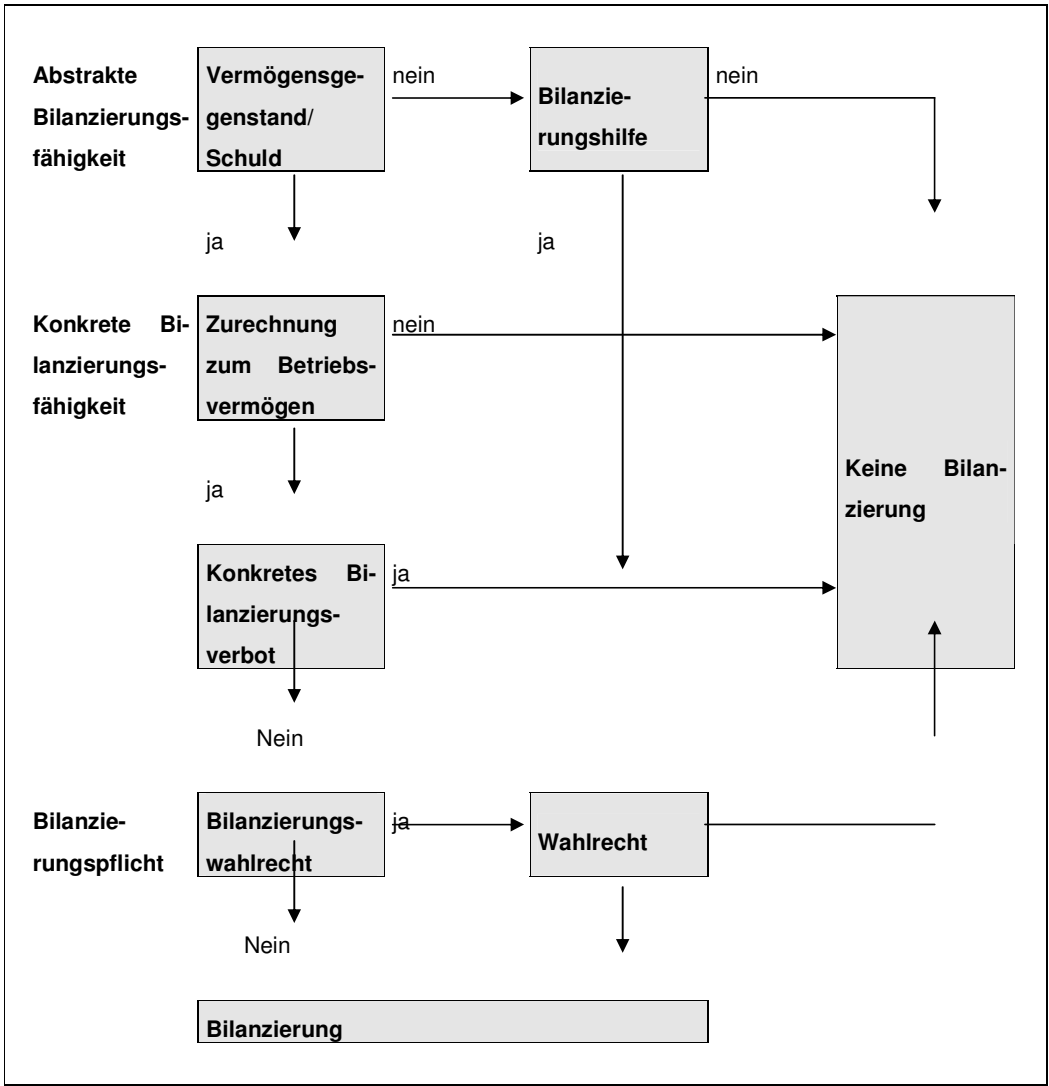 Abstrakte
Bilanzierungs-
fähigkeit
Vermögensge-
genstand/
Schuld
nein
Bilanzie-
rungshilfe
nein
ja
ja
Konkrete Bi-
lanzierungs-
fähigkeit
Zurechnung
zum Betriebs-
vermögen
nein
Keine Bilan-
zierung
ja
Konkretes Bi-
lanzierungs-
verbot
ja
Nein
Bilanzie-
rungspflicht
Bilanzierungs-
wahlrecht
ja
Wahlrecht
Nein
Bilanzierung